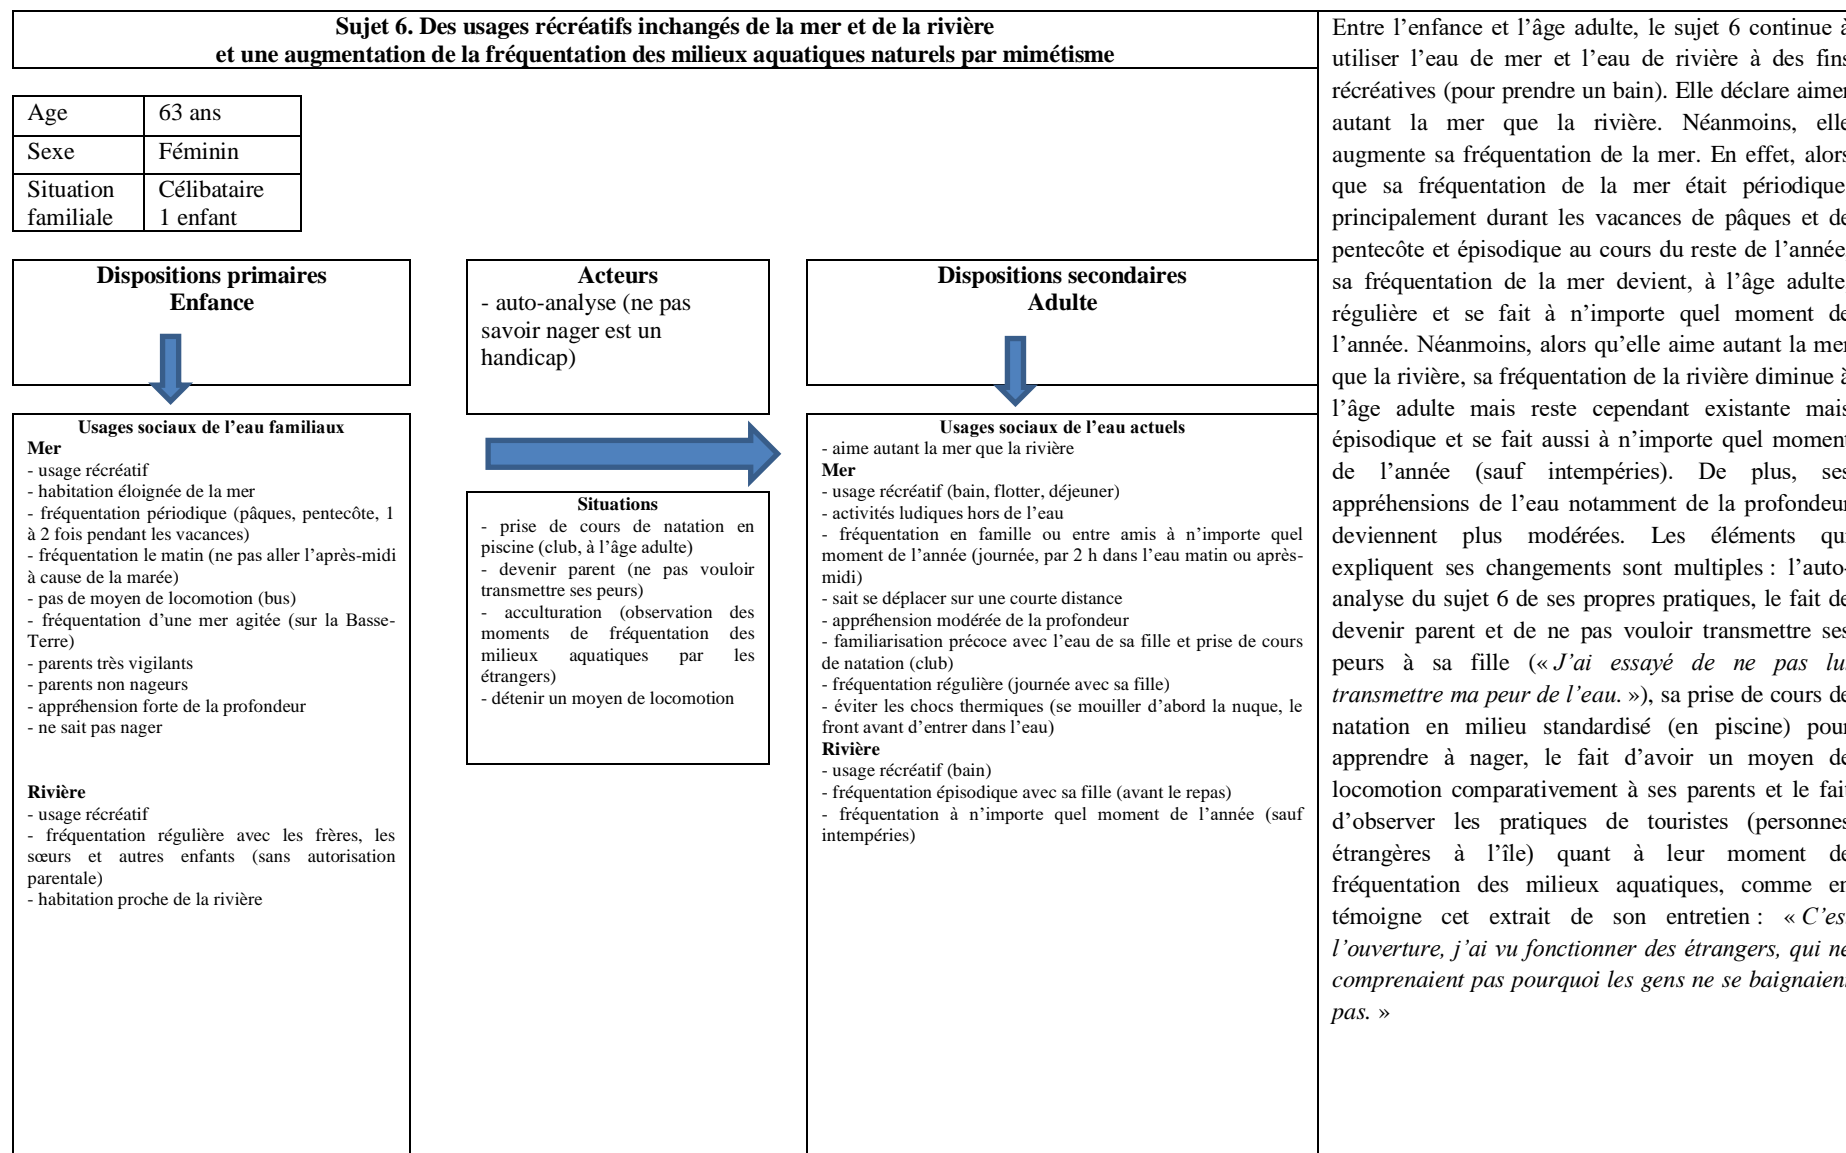 Sujet 6. Des usages récréatifs inchangés de la mer et de la rivière
et une augmentation de la fréquentation des milieux aquatiques naturels par mimétisme
Age 63 ans
Sexe Féminin
Situation Célibataire
familiale 1 enfant
Dispositions primaires
Enfance
Usages sociaux de l'eau familiaux
Mer
- usage récréatif
- habitation éloignée de la mer
- fréquentation périodique (pâques, pentecôte, 1
à 2 fois pendant les vacances)
- fréquentation le matin (ne pas aller l'après-midi
à cause de la marée)
- pas de moyen de locomotion (bus)
- fréquentation d'une mer agitée (sur la Basse-
Terre)
- parents très vigilants
- parents non nageurs
- appréhension forte de la profondeur
- ne sait pas nager
Rivière
- usage récréatif
- fréquentation régulière avec les frères, les
sœurs et autres enfants (sans autorisation
parentale)
- habitation proche de la rivière
Acteurs
- auto-analyse (ne pas
savoir nager est un
handicap)
Situations
- prise de cours de natation en
piscine (club, à l'âge adulte)
- devenir parent (ne pas vouloir
transmettre ses peurs)
- acculturation (observation des
moments de fréquentation des
milieux aquatiques par les
étrangers)
- détenir un moyen de locomotion
Dispositions secondaires
Adulte
Usages sociaux de l'eau actuels
- aime autant la mer que la rivière
Mer
- usage récréatif (bain, flotter, déjeuner)
- activités ludiques hors de l'eau
- fréquentation en famille ou entre amis à n'importe quel
moment de l'année (journée, par 2 h dans l'eau matin ou après-
midi)
- sait se déplacer sur une courte distance
- appréhension modérée de la profondeur
- familiarisation précoce avec l'eau de sa fille et prise de cours
de natation (club)
- fréquentation régulière (journée avec sa fille)
- éviter les chocs thermiques (se mouiller d'abord la nuque, le
front avant d'entrer dans l'eau)
Rivière
- usage récréatif (bain)
- fréquentation épisodique avec sa fille (avant le repas)
- fréquentation à n'importe quel moment de l'année (sauf
intempéries)
Entre l'enfance et l'âge adulte, le sujet 6 continue à
utiliser l'eau de mer et l'eau de rivière à des fins
récréatives (pour prendre un bain). Elle déclare aimer
autant la mer que la rivière. Néanmoins, elle
augmente sa fréquentation de la mer. En effet, alors
que sa fréquentation de la mer était périodique
principalement durant les vacances de pâques et de
pentecôte et épisodique au cours du reste de l'année,
sa fréquentation de la mer devient, à l'âge adulte,
régulière et se fait à n'importe quel moment de
l'année. Néanmoins, alors qu'elle aime autant la mer
que la rivière, sa fréquentation de la rivière diminue à
l'âge adulte mais reste cependant existante mais
épisodique et se fait aussi à n'importe quel moment
de l'année (sauf intempéries). De plus, ses
appréhensions de l'eau notamment de la profondeur
deviennent plus modérées. Les éléments qui
expliquent ses changements sont multiples : l'auto-
analyse du sujet 6 de ses propres pratiques, le fait de
devenir parent et de ne pas vouloir transmettre ses
peurs à sa fille (« J'ai essayé de ne pas lui
transmettre ma peur de l'eau. »), sa prise de cours de
natation en milieu standardisé (en piscine) pour
apprendre à nager, le fait d'avoir un moyen de
locomotion comparativement à ses parents et le fait
d'observer les pratiques de touristes (personnes
étrangères à l'île) quant à leur moment de
fréquentation des milieux aquatiques, comme en
témoigne cet extrait de son entretien : « C'est
l'ouverture, j'ai vu fonctionner des étrangers, qui ne
comprenaient pas pourquoi les gens ne se baignaient
pas. »